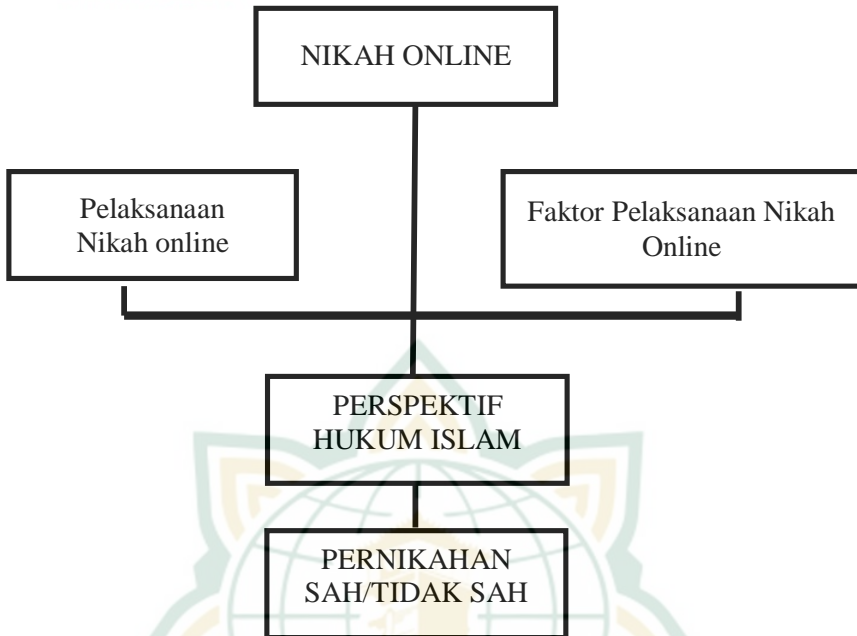 NIKAH ONLINE
Pelaksanaan
Nikah online
Faktor Pelaksanaan Nikah
Online
PERSPEKTIF
HUKUM ISLAM
PERNIKAHAN
SAH/TIDAK SAH